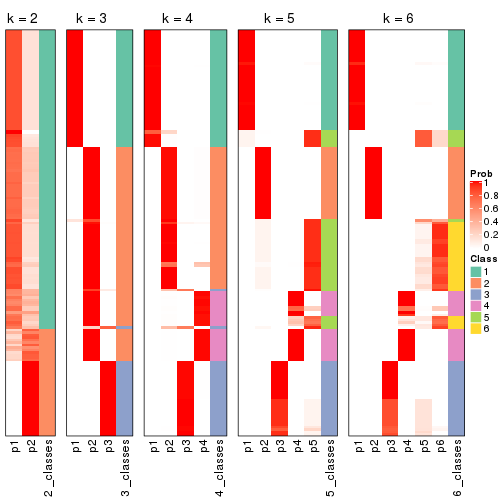 k = 2
k = 3
k = 4
k = 5
k = 6
Prob
1
0.8
0.6
0.4
0.2
0
Class
1
2
3
4
5
6
p1
p2
2_classes
p1
p2
p3
3_classes
p1
p2
p3
p4
4_classes
p1
p2
p3
p4
p5
5_classes
p1
p2
p3
p4
p5
p6
6_classes